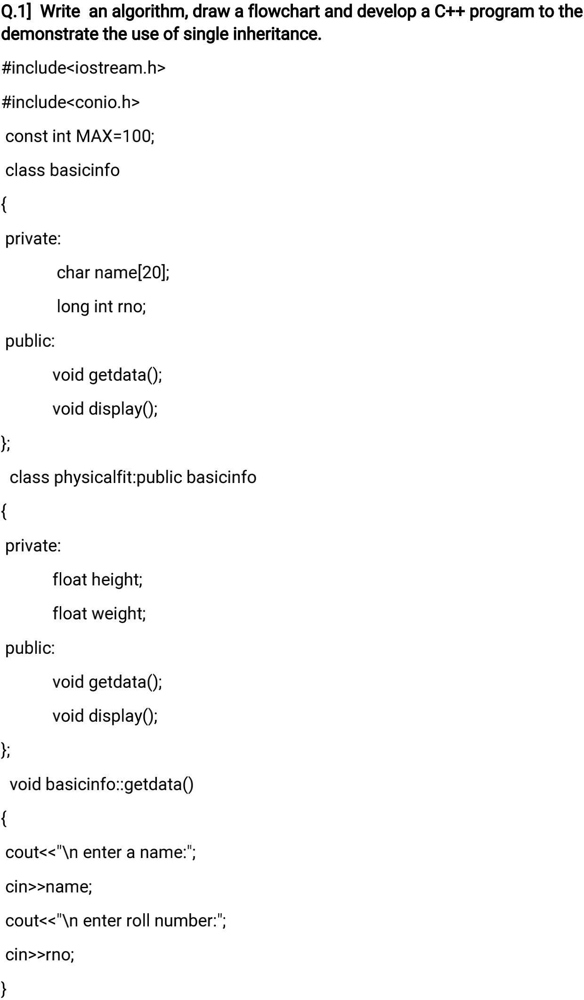 Q.1]  Write  an algorithm, draw a flowchart and develop a C++ program to the
demonstrate the use of single inheritance.
#include<iostream.h>
#include<conio.h>
const int MAX=100;
class basicinfo
{
private:
char name[20];
long int rno;
public:
void getdata();
void display();
};
class physicalfit:public basicinfo
{
private:
float height;
float weight;
public:
void getdata();
void display();
};
void basicinfo::getdata()
{
cout<<"\n enter a name:";
cin>>name;
cout<<"\n enter roll number:";
cin>>rno;
}